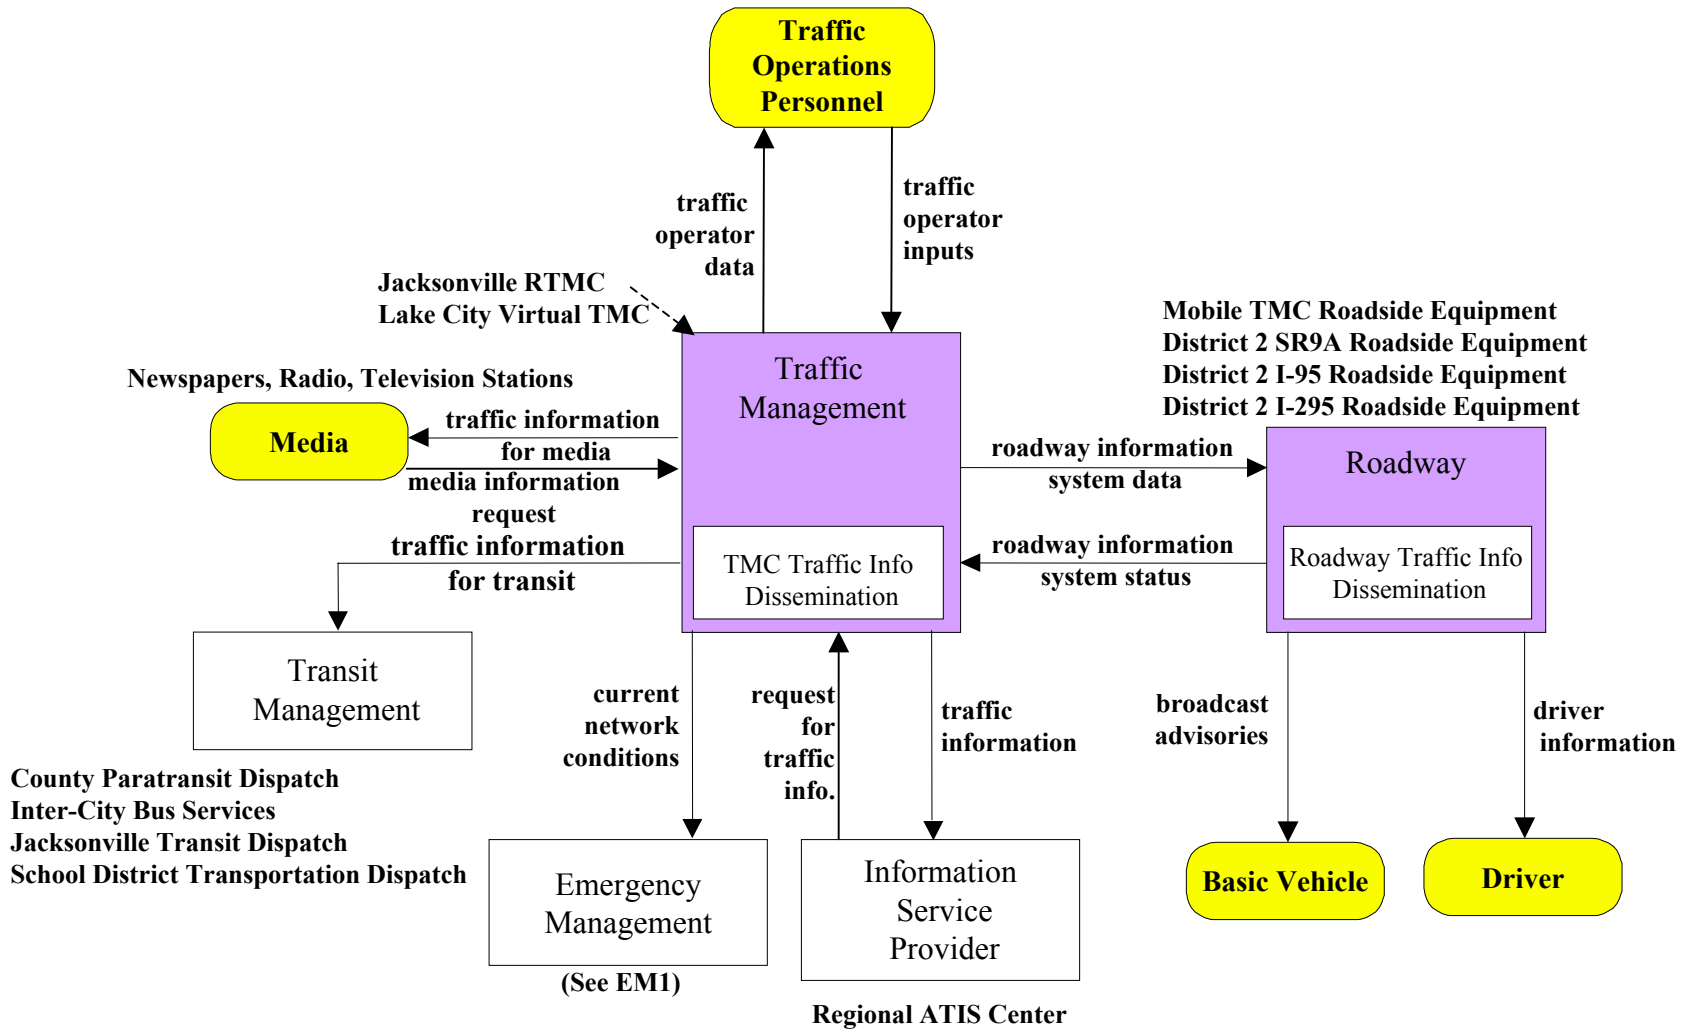 Traffic
Operations
Personnel
traffic
operator
data
traffic
operator
inputs
Jacksonville RTMC
Lake City Virtual TMC
Mobile TMC Roadside Equipment
District 2 SR9A Roadside Equipment
District 2 I-95 Roadside Equipment
District 2 I-295 Roadside Equipment
Traffic
Management
Newspapers, Radio, Television Stations
Media
traffic information
for media
media information
request
roadway information
system data
Roadway
traffic information
for transit
TMC Traffic Info
Dissemination
roadway information
system status
Roadway Traffic Info
Dissemination
Transit
Management
current
network
conditions
request
for
traffic
info.
traffic
information
broadcast
advisories
driver
information
County Paratransit Dispatch
Inter-City Bus Services
Jacksonville Transit Dispatch
School District Transportation Dispatch
Emergency
Management
(See EM1)
Information
Service
Provider
Regional ATIS Center
Basic Vehicle
Driver